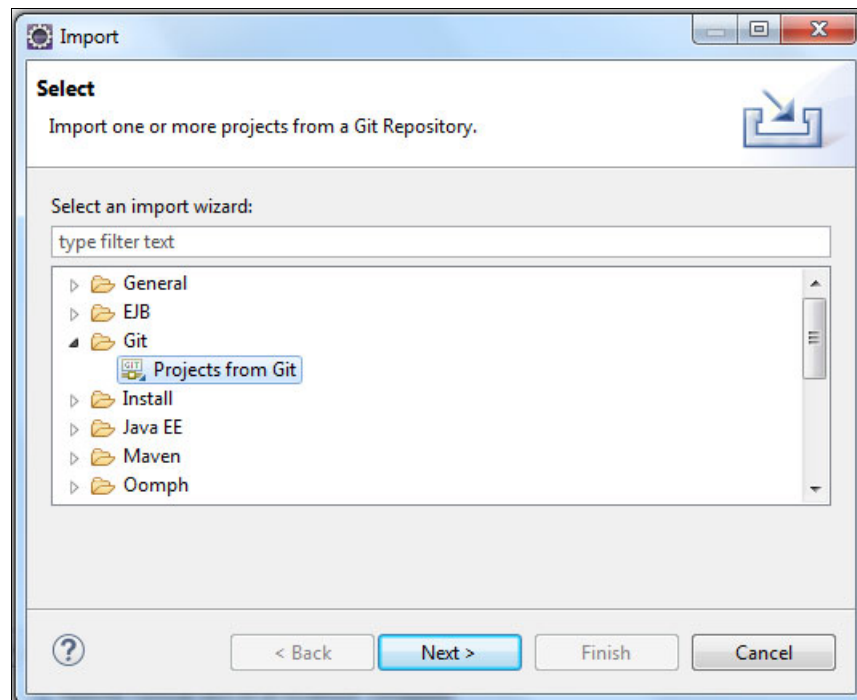 Import
Select
Import one or more projects from a Git Repository.
Select an import wizard:
type filter text
General
EJB
Git
GIT Projects from Git
Install
Java EE
Maven
Oomph
? < Back Next > Finish Cancel